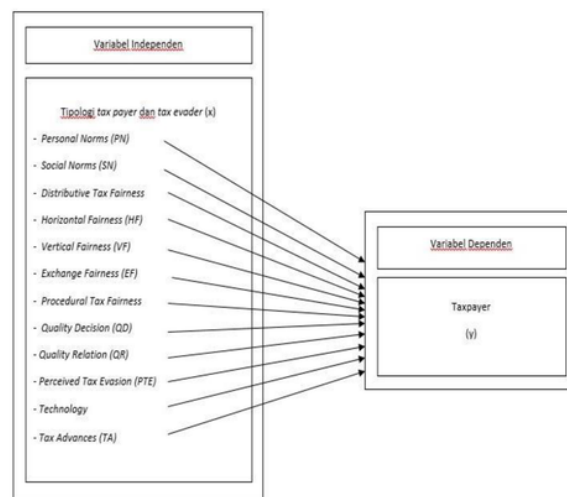 Variabel Independen
Tipologi tax payer dan tax evader (x)
- Personal Norms (PN)
- Social Norms (SN)
- Distributive Tax Fairness
- Horizontal Fairness (HF)
- Vertical Fairness (VF)
- Exchange Fairness (EF)
- Procedural Tax Fairness
- Quality Decision (QD)
- Quality Relation (QR)
- Perceived Tax Evasion (PTE)
- Technology
- Tax Advances (TA)
Variabel Dependen
Taxpayer
(y)